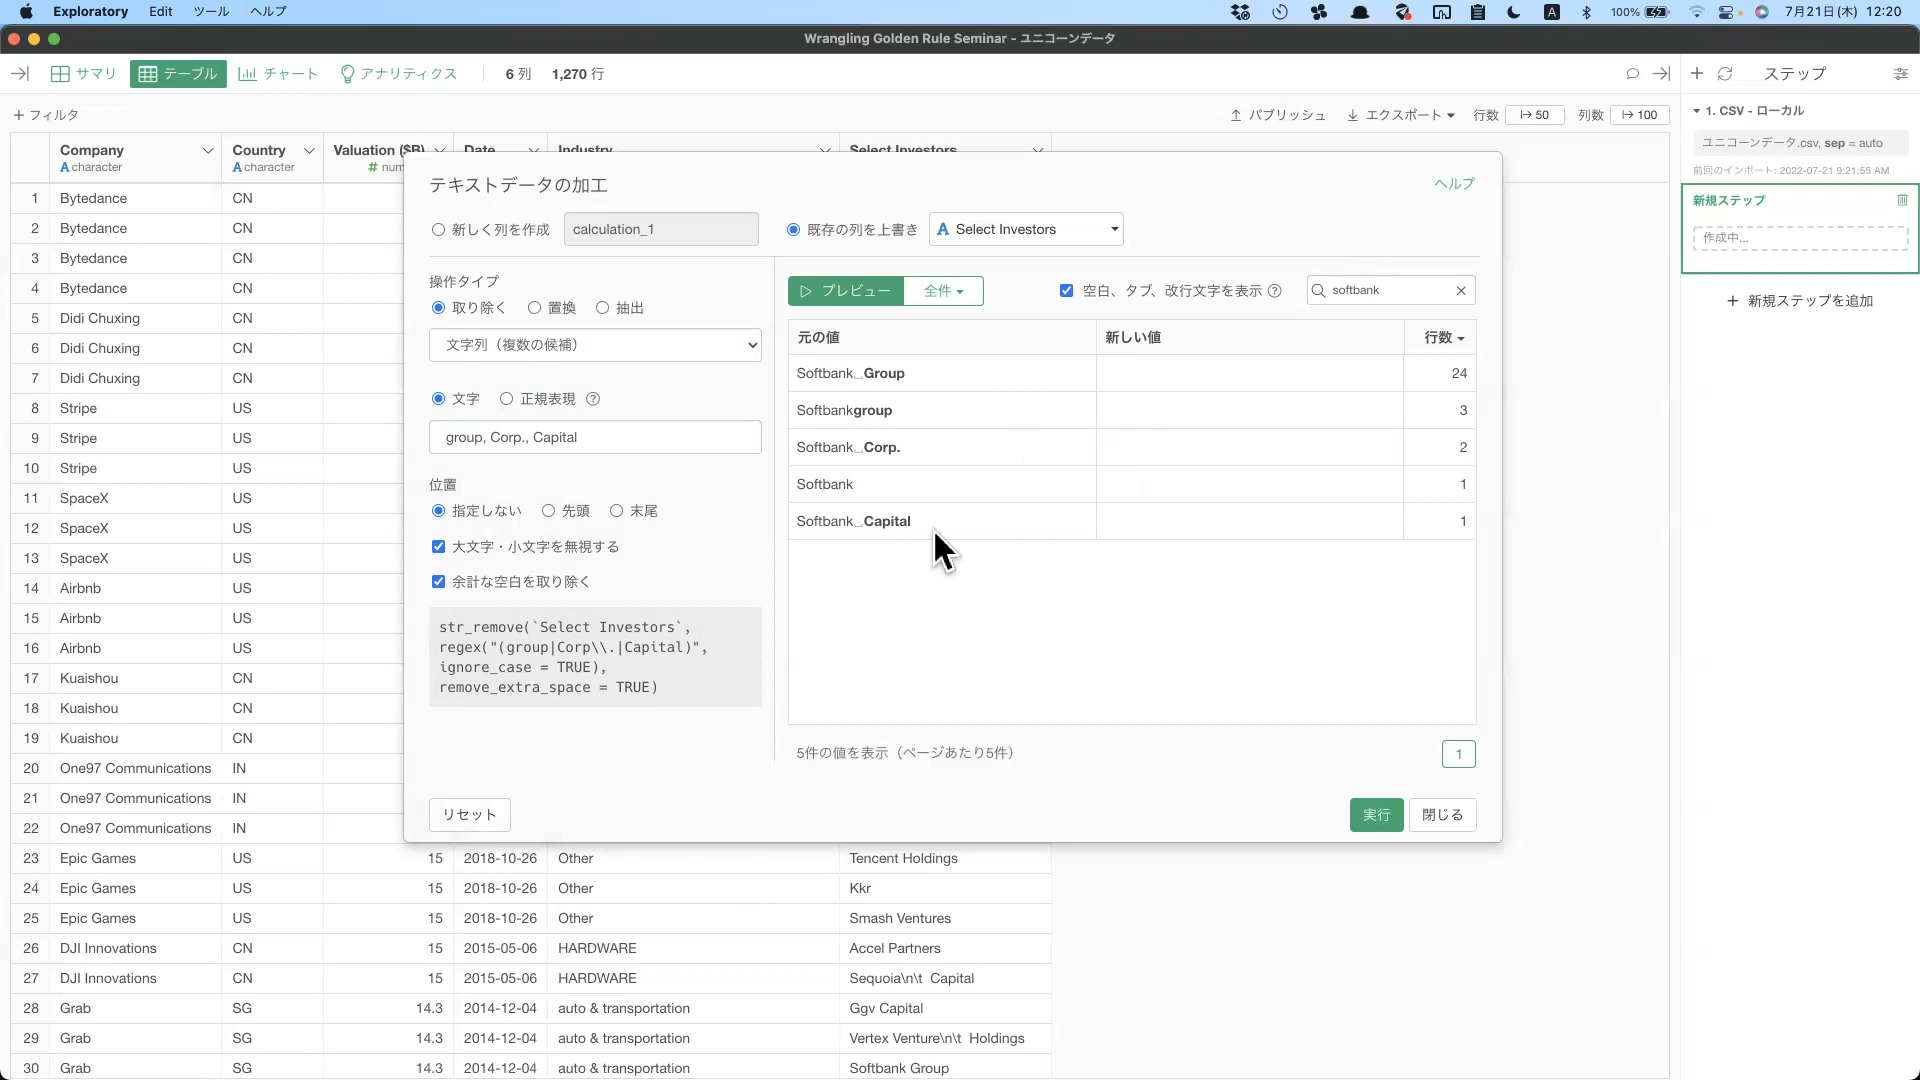 Exploratory Edit ツール ヘルプ 100% 7月21日(木) 12:20
Wrangling Golden Rule Seminar - ユニコーンデータ
サマリ テーブル チャート アナリティクス 6 列 1,270 行 ステップ
+ フィルタ パブリッシュ エクスポート 行数 50 列数 100
1. CSV - ローカル
ユニコーンデータ.csv, sep = auto
前回のインポート: 2022-07-21 9:21:55 AM
新規ステップ
作成中...
+ 新規ステップを追加
Company Country Valuation ($B) Date Industry Select Investors
A character A character # num
1 Bytedance CN
2 Bytedance CN
3 Bytedance CN
4 Bytedance CN
5 Didi Chuxing CN
6 Didi Chuxing CN
7 Didi Chuxing CN
8 Stripe US
9 Stripe US
10 Stripe US
11 SpaceX US
12 SpaceX US
13 SpaceX US
14 Airbnb US
15 Airbnb US
16 Airbnb US
17 Kuaishou CN
18 Kuaishou CN
19 Kuaishou CN
20 One97 Communications IN
21 One97 Communications IN
22 One97 Communications IN
23 Epic Games US 15 2018-10-26 Other Tencent Holdings
24 Epic Games US 15 2018-10-26 Other Kkr
25 Epic Games US 15 2018-10-26 Other Smash Ventures
26 DJI Innovations CN 15 2015-05-06 HARDWARE Accel Partners
27 DJI Innovations CN 15 2015-05-06 HARDWARE Sequoia\n\t Capital
28 Grab SG 14.3 2014-12-04 auto & transportation Ggv Capital
29 Grab SG 14.3 2014-12-04 auto & transportation Vertex Venture\n\t Holdings
30 Grab SG 14.3 2014-12-04 auto & transportation Softbank Group
テキストデータの加工 ヘルプ
新しく列を作成 calculation_1 既存の列を上書き A Select Investors
操作タイプ
取り除く 置換 抽出
文字列（複数の候補）
文字 正規表現 ?
group, Corp., Capital
位置
指定しない 先頭 末尾
大文字・小文字を無視する
余計な空白を取り除く
str_remove(`Select Investors`,
regex("(group|Corp\\.|Capital)",
ignore_case = TRUE),
remove_extra_space = TRUE)
プレビュー 全件 空白、タブ、改行文字を表示 ? softbank
元の値 新しい値 行数
Softbank␣Group 24
Softbankgroup 3
Softbank␣Corp. 2
Softbank 1
Softbank␣Capital 1
5件の値を表示（ページあたり5件） 1
リセット 実行 閉じる